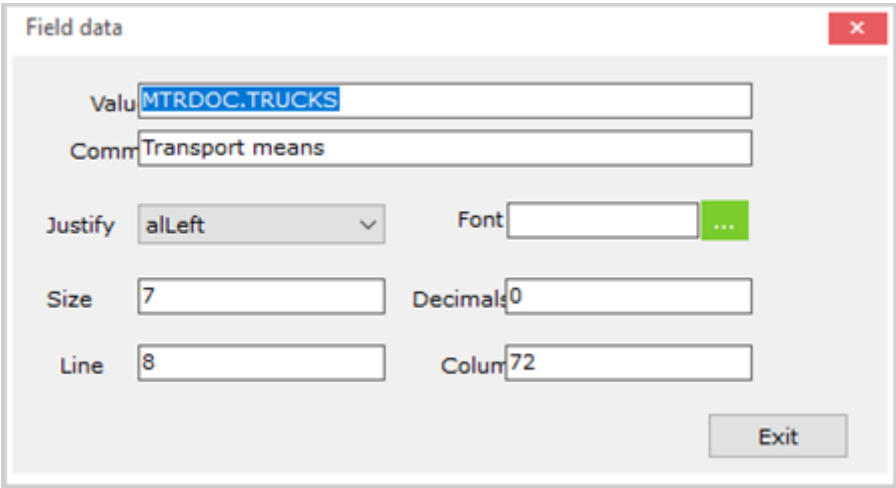 Field data
Valu MTRDOC.TRUCKS
Comm Transport means
Justify alLeft Font ...
Size 7 Decimals 0
Line 8 Colum 72
Exit